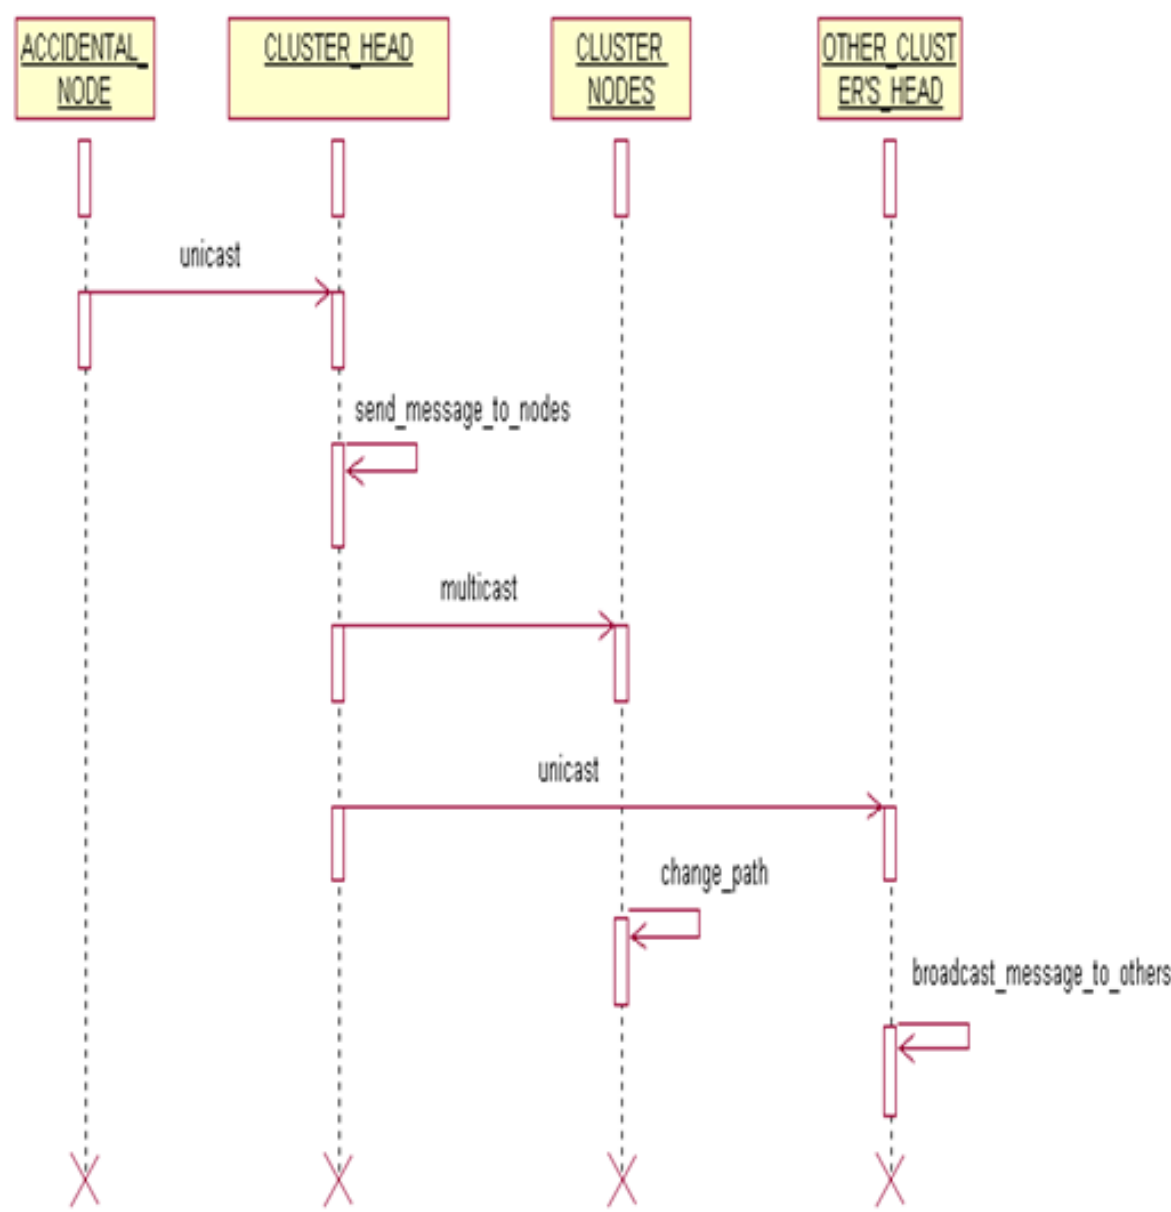 ACCIDENTAL_
NODE
CLUSTER_HEAD
CLUSTER
NODES
OTHER_CLUST
ER'S_HEAD
unicast
send_message_to_nodes
multicast
unicast
change_path
broadcast_message_to_others